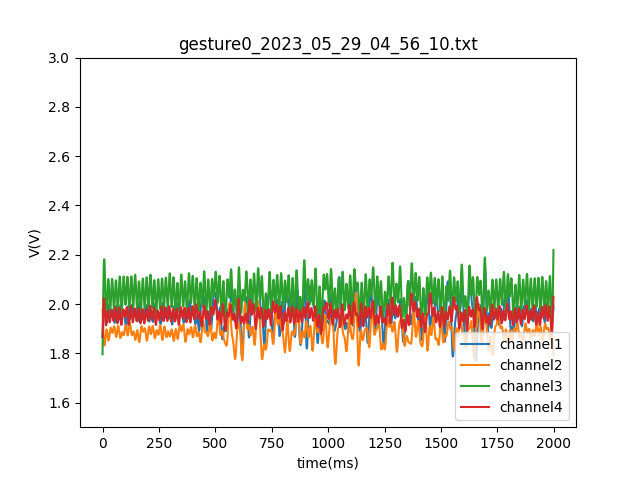 gesture0_2023_05_29_04_56_10.txt
3.0
2.8
2.6
2.4
2.2
2.0
1.8
1.6
V(V)
channel1
channel2
channel3
channel4
0 250 500 750 1000 1250 1500 1750 2000
time(ms)